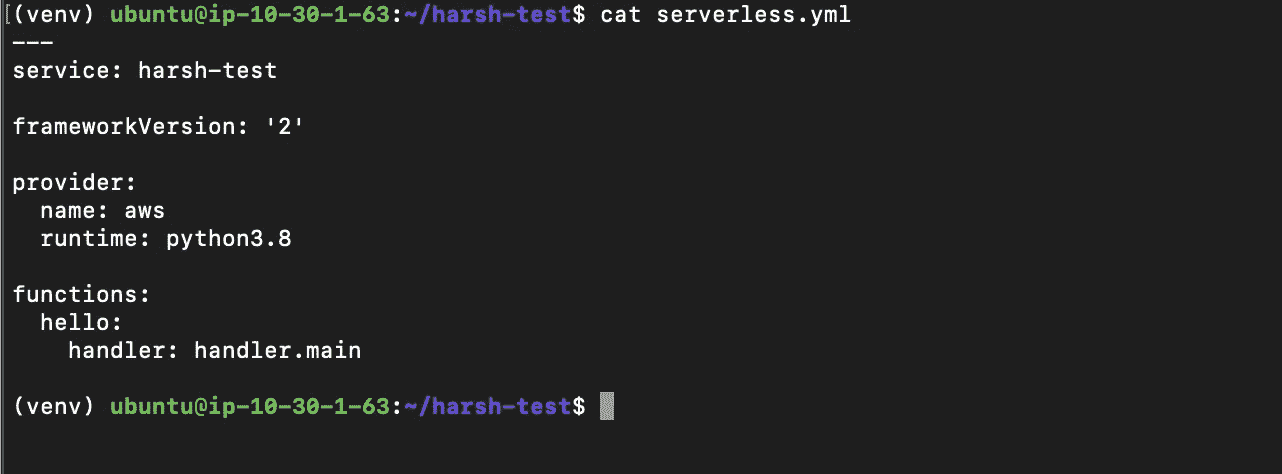 [(venv) ubuntu@ip-10-30-1-63:~/harsh-test$ cat serverless.yml
---
service: harsh-test
frameworkVersion: '2'
provider:
  name: aws
  runtime: python3.8
functions:
  hello:
    handler: handler.main
(venv) ubuntu@ip-10-30-1-63:~/harsh-test$